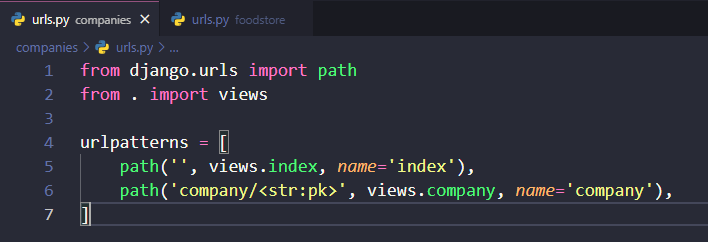 urls.py companies × urls.py foodstore
companies > urls.py > ...
1 from django.urls import path
2 from . import views
3
4 urlpatterns = [
5     path('', views.index, name='index'),
6     path('company/<str:pk>', views.company, name='company'),
7 ]